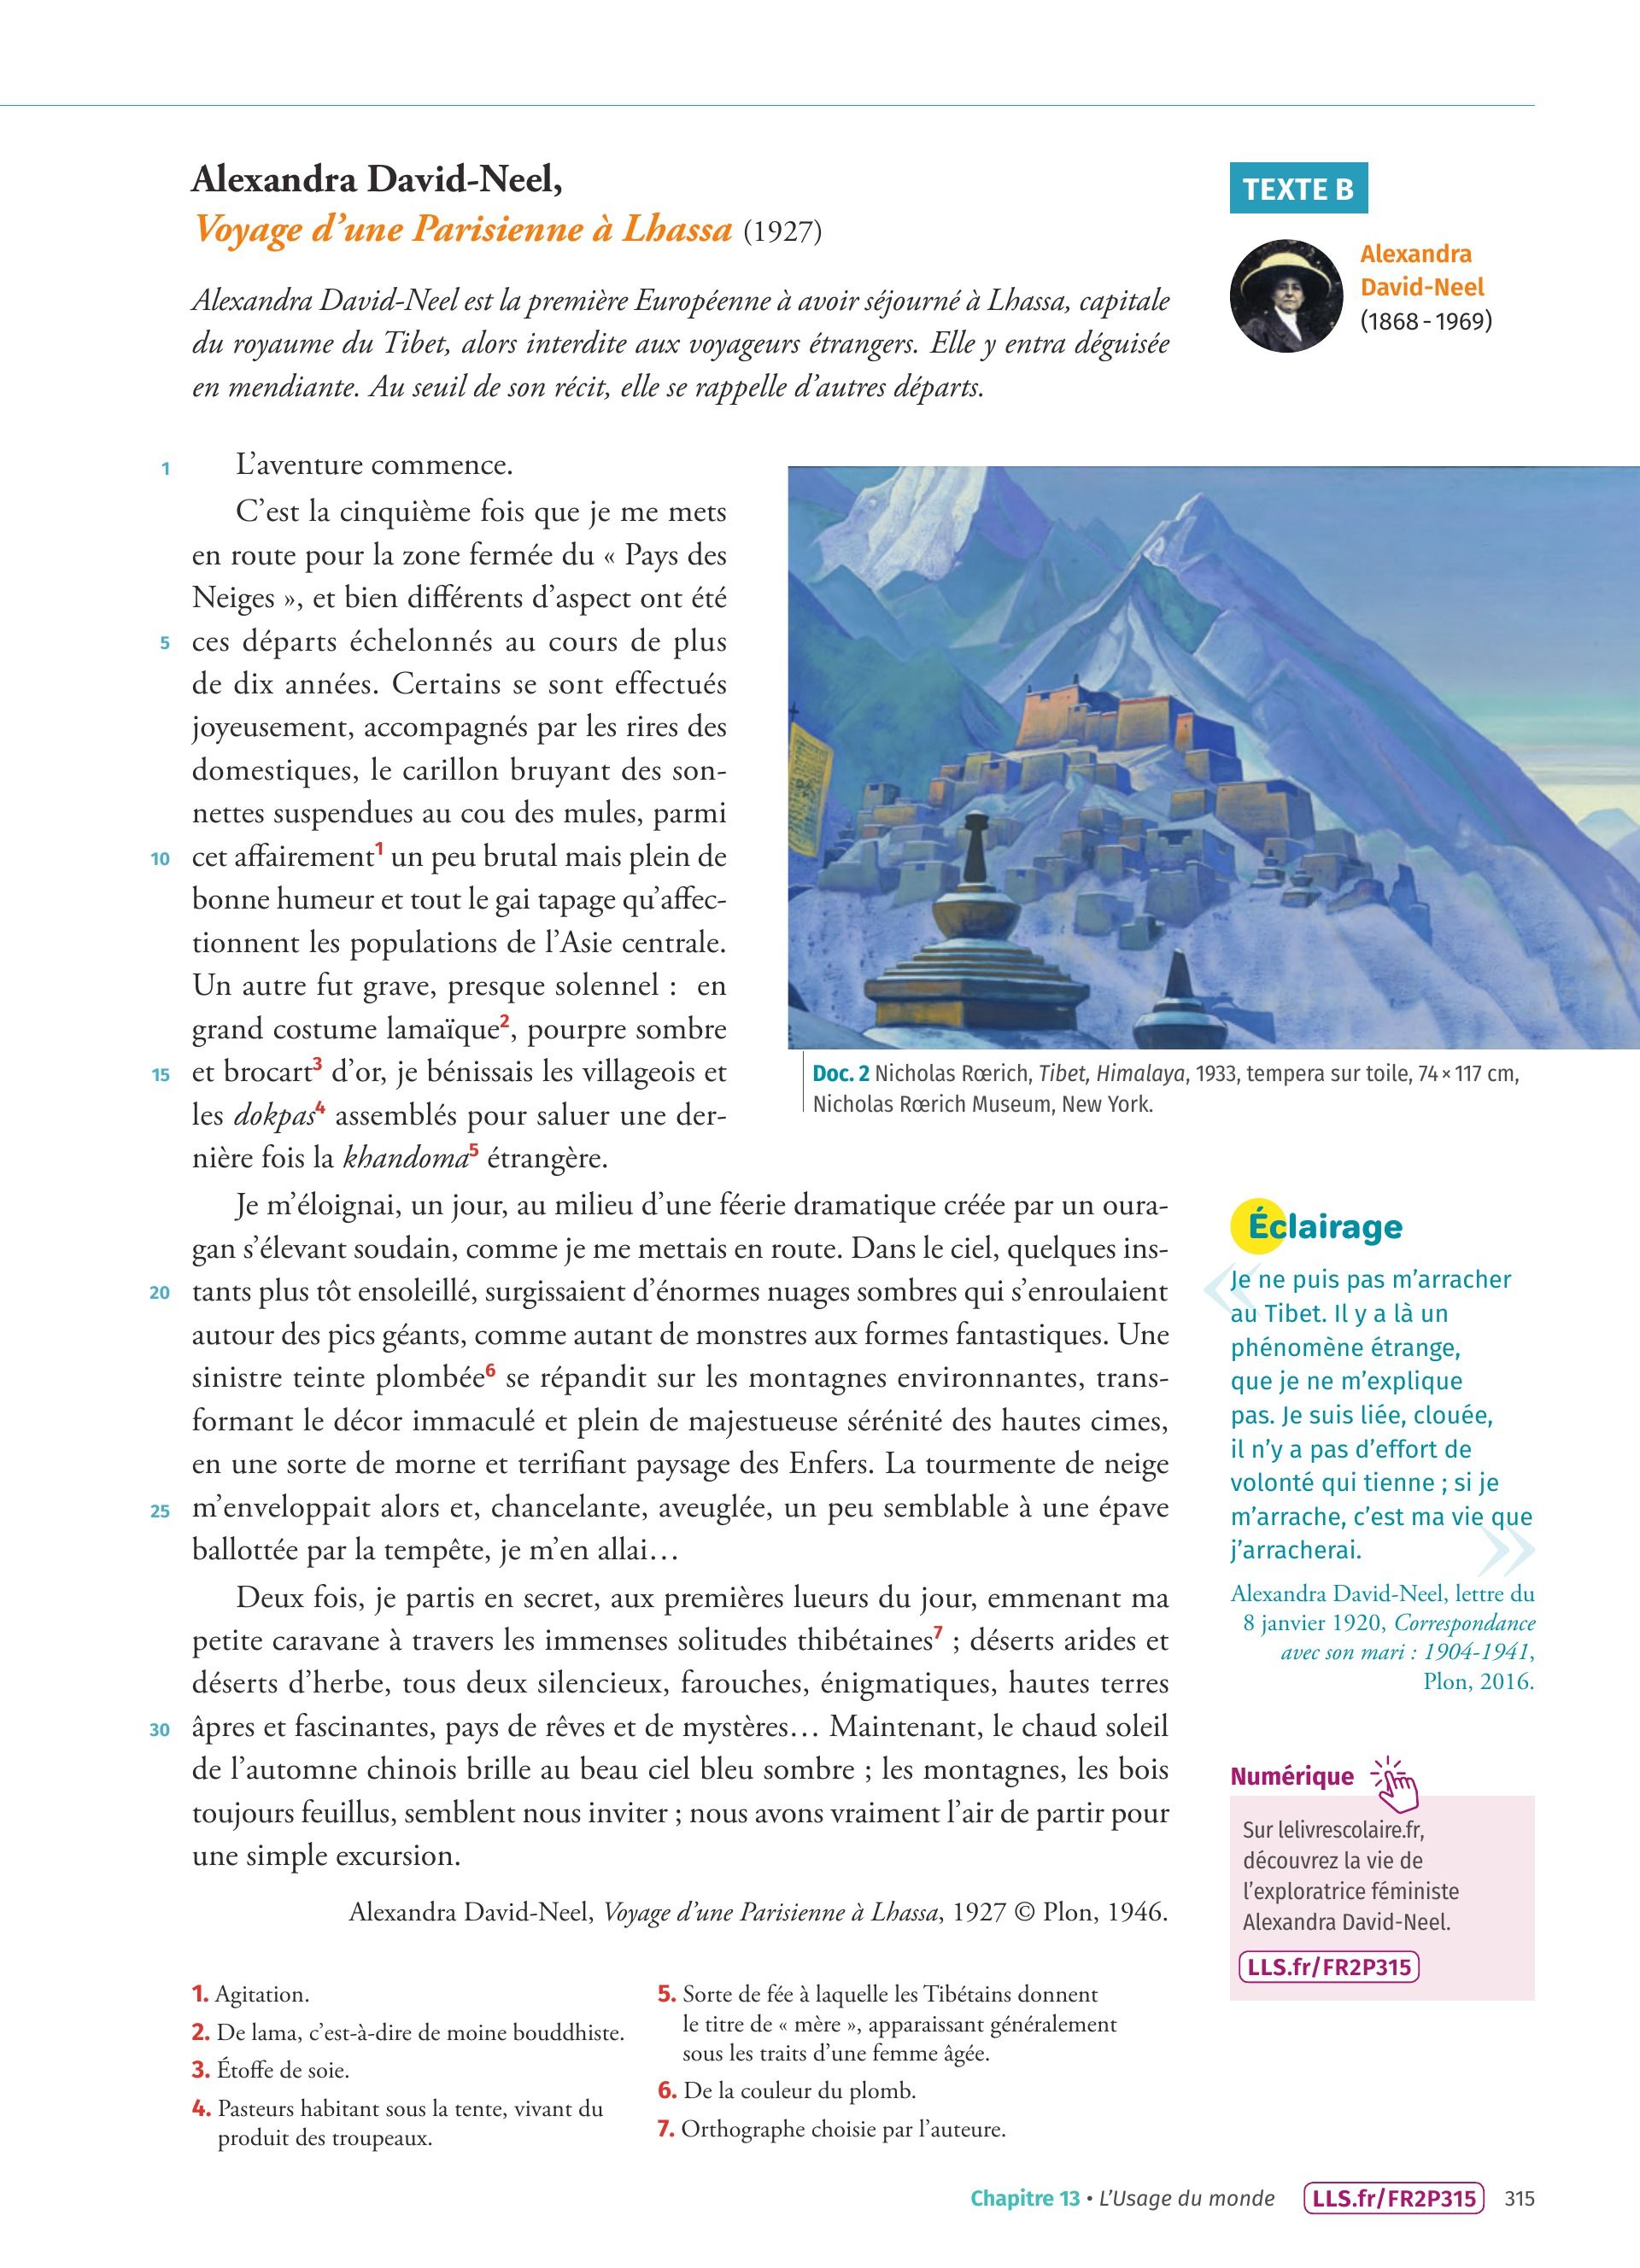 Alexandra David-Neel,
Voyage d’une Parisienne à Lhassa (1927)
Alexandra David-Neel est la première Européenne à avoir séjourné à Lhassa, capitale
du royaume du Tibet, alors interdite aux voyageurs étrangers. Elle y entra déguisée
en mendiante. Au seuil de son récit, elle se rappelle d’autres départs.
TEXTE B
Alexandra
David-Neel
(1868 - 1969)
1 L’aventure commence.
C’est la cinquième fois que je me mets
en route pour la zone fermée du « Pays des
Neiges », et bien différents d’aspect ont été
5 ces départs échelonnés au cours de plus
de dix années. Certains se sont effectués
joyeusement, accompagnés par les rires des
domestiques, le carillon bruyant des son-
nettes suspendues au cou des mules, parmi
10 cet affairement1 un peu brutal mais plein de
bonne humeur et tout le gai tapage qu’affec-
tionnent les populations de l’Asie centrale.
Un autre fut grave, presque solennel : en
grand costume lamaïque2, pourpre sombre
15 et brocart3 d’or, je bénissais les villageois et
les dokpas4 assemblés pour saluer une der-
nière fois la khandoma5 étrangère.
Doc. 2 Nicholas Rœrich, Tibet, Himalaya, 1933, tempera sur toile, 74 × 117 cm,
Nicholas Rœrich Museum, New York.
Je m’éloignai, un jour, au milieu d’une féerie dramatique créée par un oura-
gan s’élevant soudain, comme je me mettais en route. Dans le ciel, quelques ins-
20 tants plus tôt ensoleillé, surgissaient d’énormes nuages sombres qui s’enroulaient
autour des pics géants, comme autant de monstres aux formes fantastiques. Une
sinistre teinte plombée6 se répandit sur les montagnes environnantes, trans-
formant le décor immaculé et plein de majestueuse sérénité des hautes cimes,
en une sorte de morne et terrifiant paysage des Enfers. La tourmente de neige
25 m’enveloppait alors et, chancelante, aveuglée, un peu semblable à une épave
ballottée par la tempête, je m’en allai…
Deux fois, je partis en secret, aux premières lueurs du jour, emmenant ma
petite caravane à travers les immenses solitudes thibétaines7 ; déserts arides et
déserts d’herbe, tous deux silencieux, farouches, énigmatiques, hautes terres
30 âpres et fascinantes, pays de rêves et de mystères… Maintenant, le chaud soleil
de l’automne chinois brille au beau ciel bleu sombre ; les montagnes, les bois
toujours feuillus, semblent nous inviter ; nous avons vraiment l’air de partir pour
une simple excursion.
Alexandra David-Neel, Voyage d’une Parisienne à Lhassa, 1927 © Plon, 1946.
Éclairage
« Je ne puis pas m’arracher
au Tibet. Il y a là un
phénomène étrange,
que je ne m’explique
pas. Je suis liée, clouée,
il n’y a pas d’effort de
volonté qui tienne ; si je
m’arrache, c’est ma vie que
j’arracherai. »
Alexandra David-Neel, lettre du
8 janvier 1920, Correspondance
avec son mari : 1904-1941,
Plon, 2016.
Numérique
Sur lelivrescolaire.fr,
découvrez la vie de
l’exploratrice féministe
Alexandra David-Neel.
LLS.fr/FR2P315
1. Agitation.
2. De lama, c’est-à-dire de moine bouddhiste.
3. Étoffe de soie.
4. Pasteurs habitant sous la tente, vivant du
produit des troupeaux.
5. Sorte de fée à laquelle les Tibétains donnent
le titre de « mère », apparaissant généralement
sous les traits d’une femme âgée.
6. De la couleur du plomb.
7. Orthographe choisie par l’auteure.
Chapitre 13 • L’Usage du monde LLS.fr/FR2P315 315